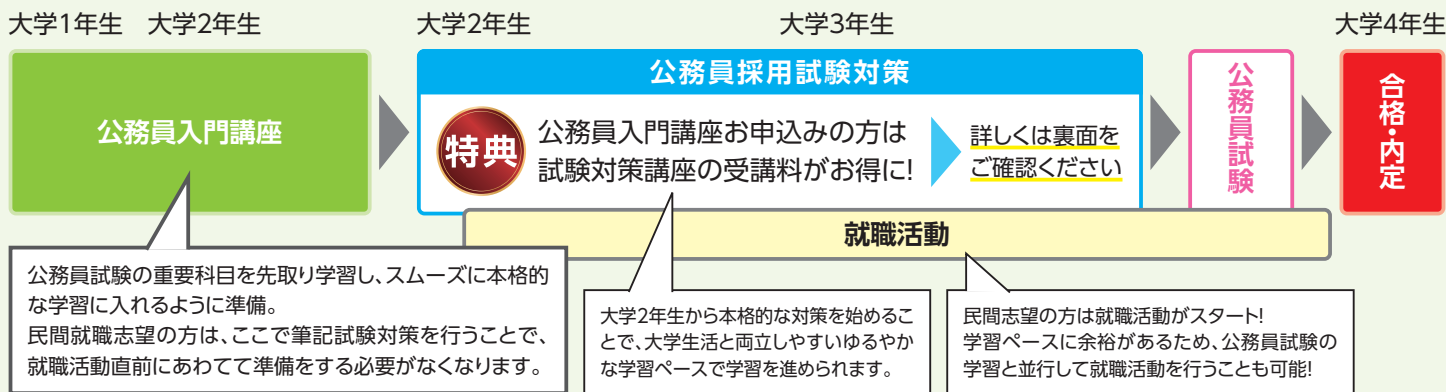 大学1年生 大学2年生 大学2年生 大学3年生 大学4年生
公務員入門講座
公務員採用試験対策
特典
公務員入門講座お申込みの方は
試験対策講座の受講料がお得に!
詳しくは裏面を
ご確認ください
公務員試験
合格・内定
就職活動
公務員試験の重要科目を先取り学習し、スムーズに本格的
な学習に入れるように準備。
民間就職志望の方は、ここで筆記試験対策を行うことで、
就職活動直前にあわてて準備をする必要がなくなります。
大学2年生から本格的な対策を始めるこ
とで、大学生活と両立しやすいゆるやか
な学習ペースで学習を進められます。
民間志望の方は就職活動がスタート!
学習ペースに余裕があるため、公務員試験の
学習と並行して就職活動を行うことも可能!